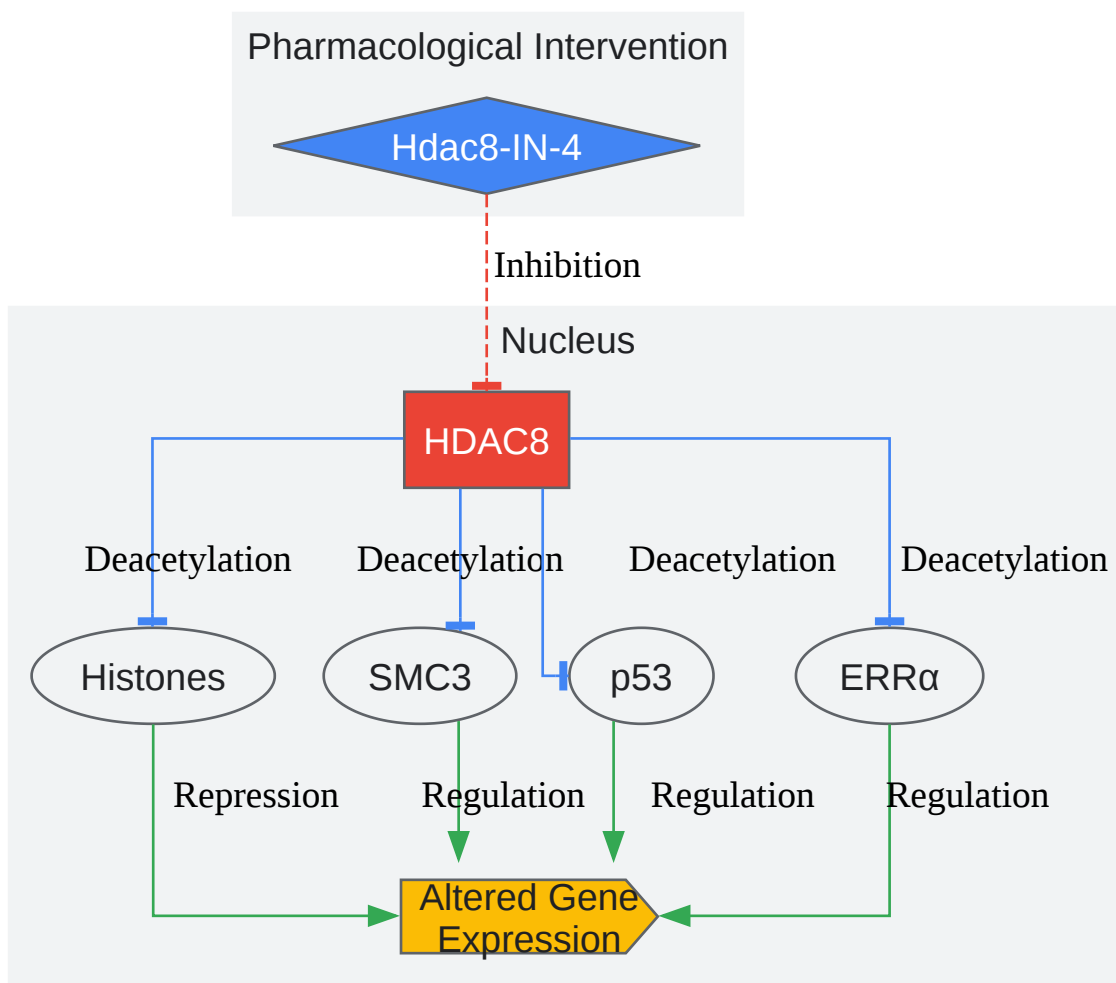 Pharmacological Intervention
Hdac8-IN-4
Inhibition
Nucleus
HDAC8
Deacetylation
Deacetylation
Deacetylation
Deacetylation
Histones
SMC3
p53
ERRα
Repression
Regulation
Regulation
Regulation
Altered Gene
Expression